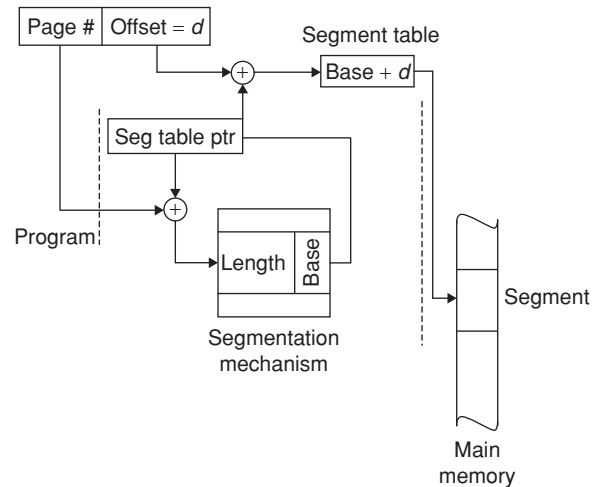 Page #
Offset = d
Segment table
Base + d
Seg table ptr
Program
Length
Base
Segment
Segmentation
mechanism
Main
memory